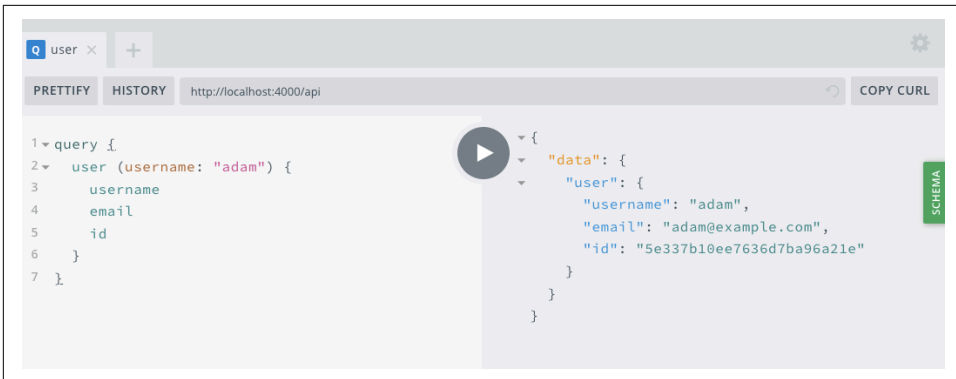 Q user ×  +
PRETTIFY HISTORY http://localhost:4000/api COPY CURL
1 query {
2 user (username: "adam") {
3 username
4 email
5 id
6 }
7 }
{
"data": {
"user": {
"username": "adam",
"email": "adam@example.com",
"id": "5e337b10ee7636d7ba96a21e"
}
}
}
SCHEMA